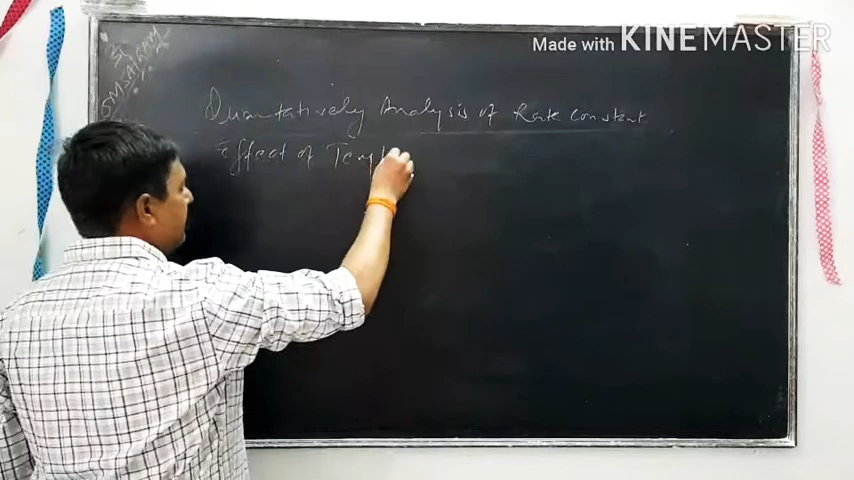 Made with KINEMASTER
Quantatively Analysis of Rate constant
Effect of Temp